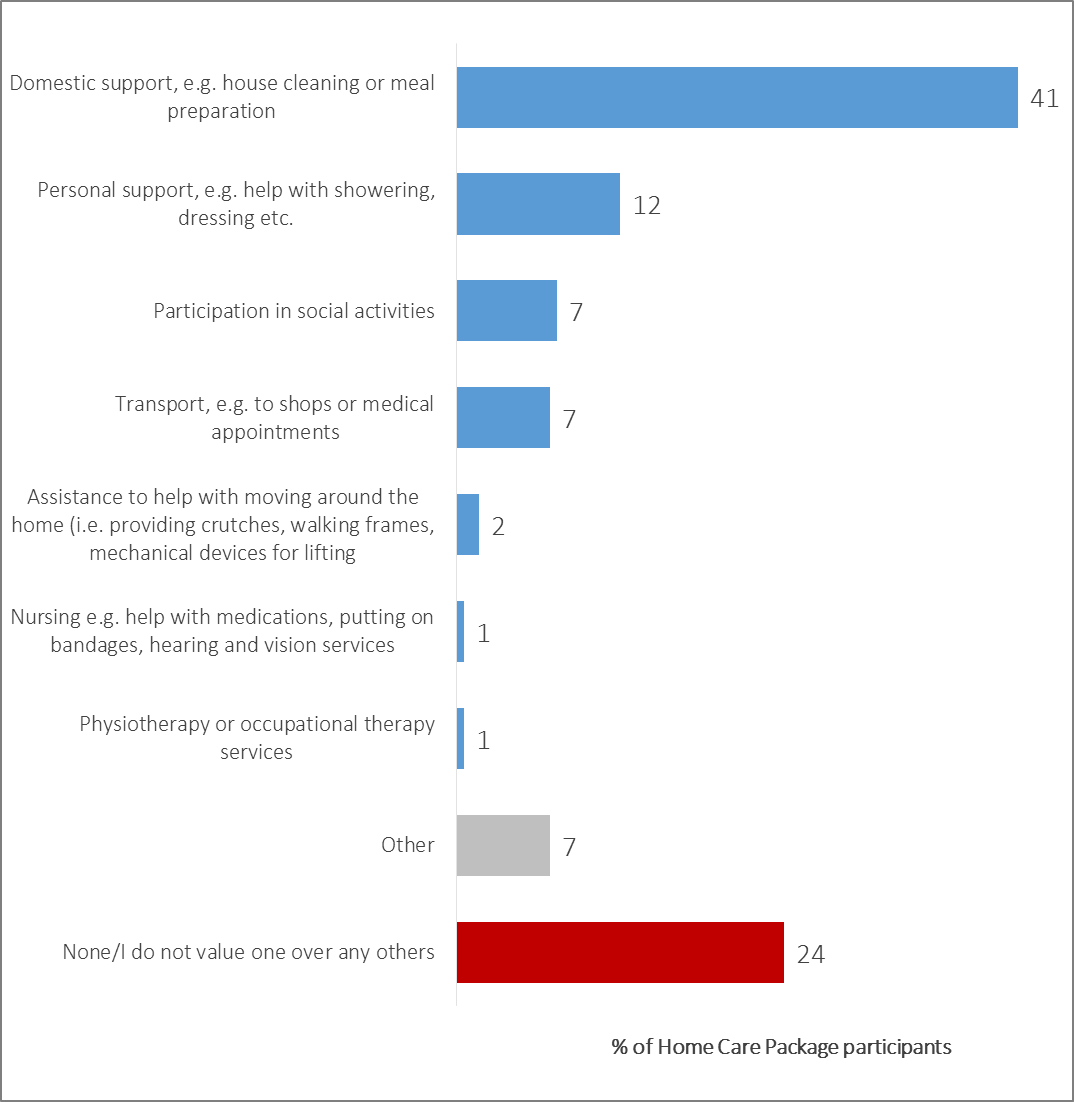 Domestic support, e.g. house cleaning or meal
preparation
41
Personal support, e.g. help with showering,
dressing etc.
12
Participation in social activities
7
Transport, e.g. to shops or medical
appointments
7
Assistance to help with moving around the
home (i.e. providing crutches, walking frames,
mechanical devices for lifting
2
Nursing e.g. help with medications, putting on
bandages, hearing and vision services
1
Physiotherapy or occupational therapy
services
1
Other
7
None/I do not value one over any others
24
% of Home Care Package participants